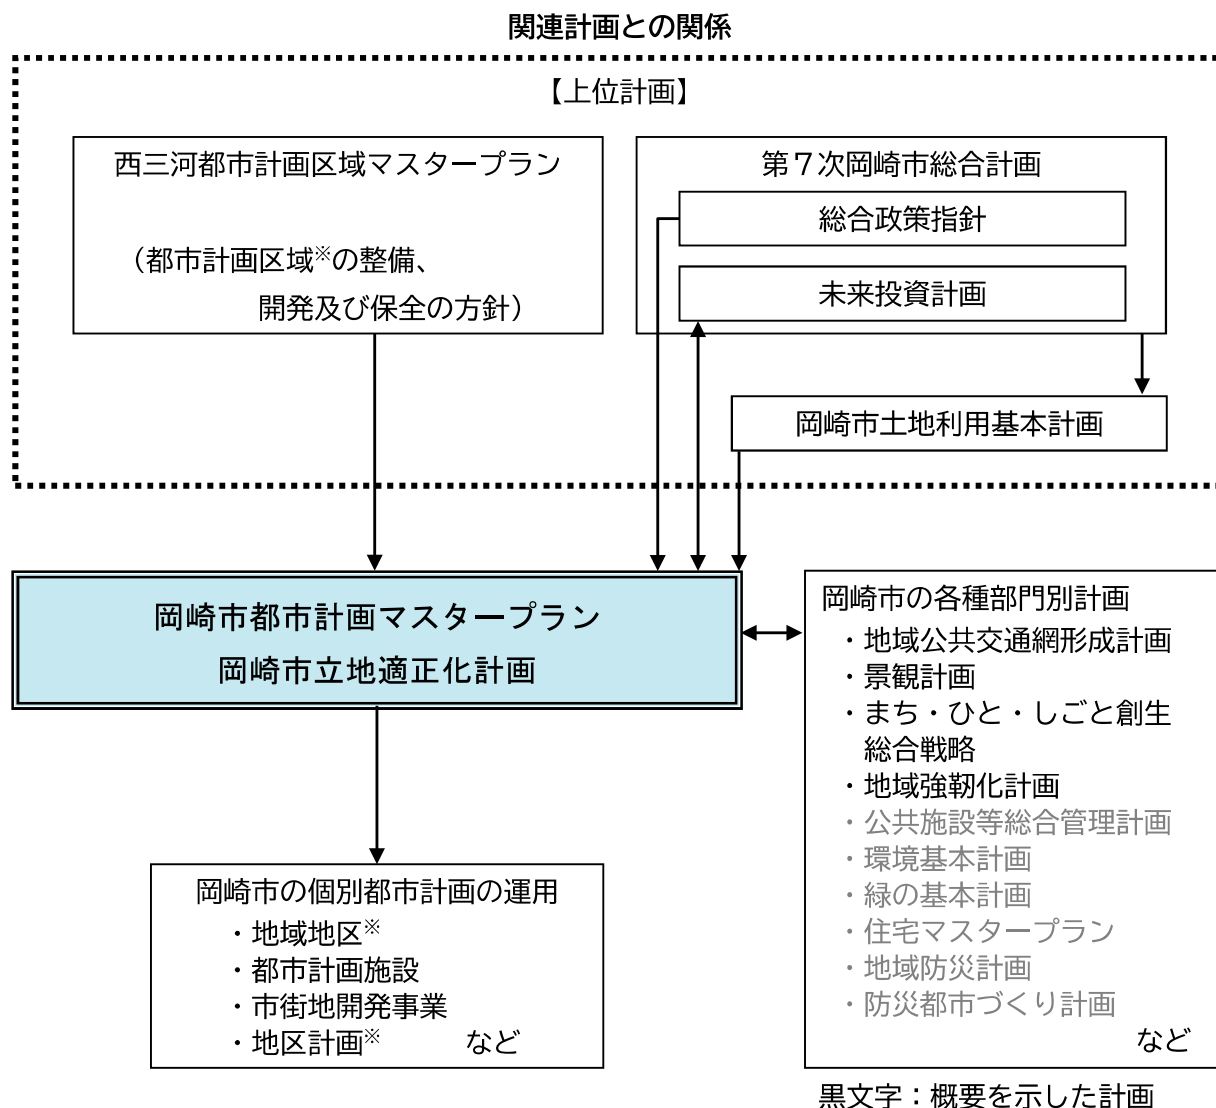 関連計画との関係
【上位計画】
西三河都市計画区域マスタープラン
（都市計画区域※の整備、
開発及び保全の方針）
第７次岡崎市総合計画
総合政策指針
未来投資計画
岡崎市土地利用基本計画
岡崎市都市計画マスタープラン
岡崎市立地適正化計画
岡崎市の各種部門別計画
・地域公共交通網形成計画
・景観計画
・まち・ひと・しごと創生
総合戦略
・地域強靭化計画
・公共施設等総合管理計画
・環境基本計画
・緑の基本計画
・住宅マスタープラン
・地域防災計画
・防災都市づくり計画
など
黒文字：概要を示した計画
岡崎市の個別都市計画の運用
・地域地区※
・都市計画施設
・市街地開発事業
・地区計画※　　　など